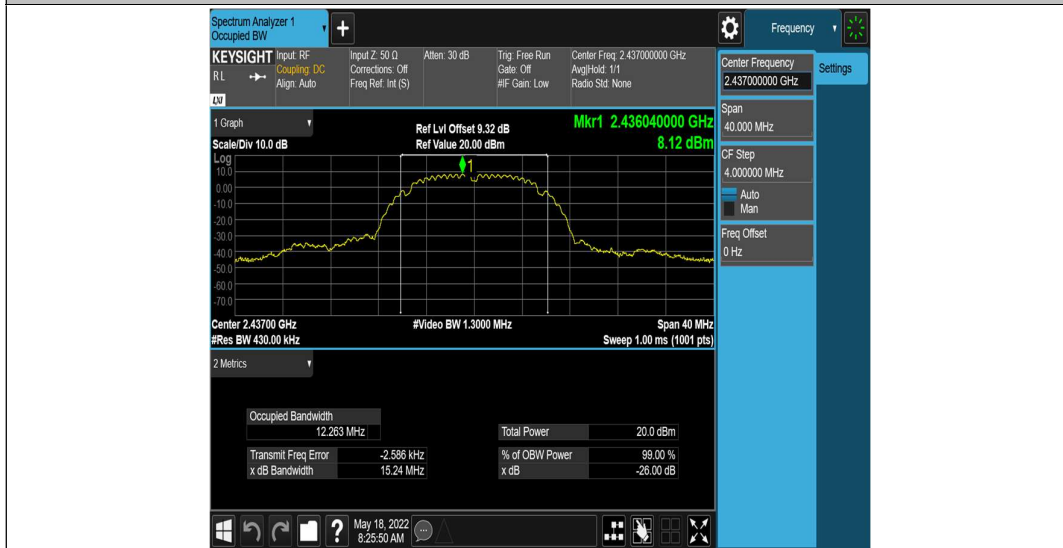 Spectrum Analyzer 1
Occupied BW
+
Frequency
KEYSIGHT
R L
LXI
Input: RF
Coupling: DC
Align: Auto
Input Z: 50 Ω
Corrections: Off
Freq Ref: Int (S)
Atten: 30 dB
Trig: Free Run
Gate: Off
#IF Gain: Low
Center Freq: 2.437000000 GHz
Avg|Hold: 1/1
Radio Std: None
Center Frequency
2.437000000 GHz
Settings
Span
40.000 MHz
CF Step
4.000000 MHz
Auto
Man
Freq Offset
0 Hz
1 Graph
Scale/Div 10.0 dB
Ref Lvl Offset 9.32 dB
Ref Value 20.00 dBm
Mkr1 2.436040000 GHz
8.12 dBm
Log
1
10.0
0.00
-10.0
-20.0
-30.0
-40.0
-50.0
-60.0
-70.0
Center 2.43700 GHz
#Video BW 1.3000 MHz
Span 40 MHz
#Res BW 430.00 kHz
Sweep 1.00 ms (1001 pts)
2 Metrics
Occupied Bandwidth
12.263 MHz
Total Power 20.0 dBm
Transmit Freq Error -2.586 kHz
% of OBW Power 99.00 %
x dB Bandwidth 15.24 MHz
x dB -26.00 dB
?
May 18, 2022
8:25:50 AM